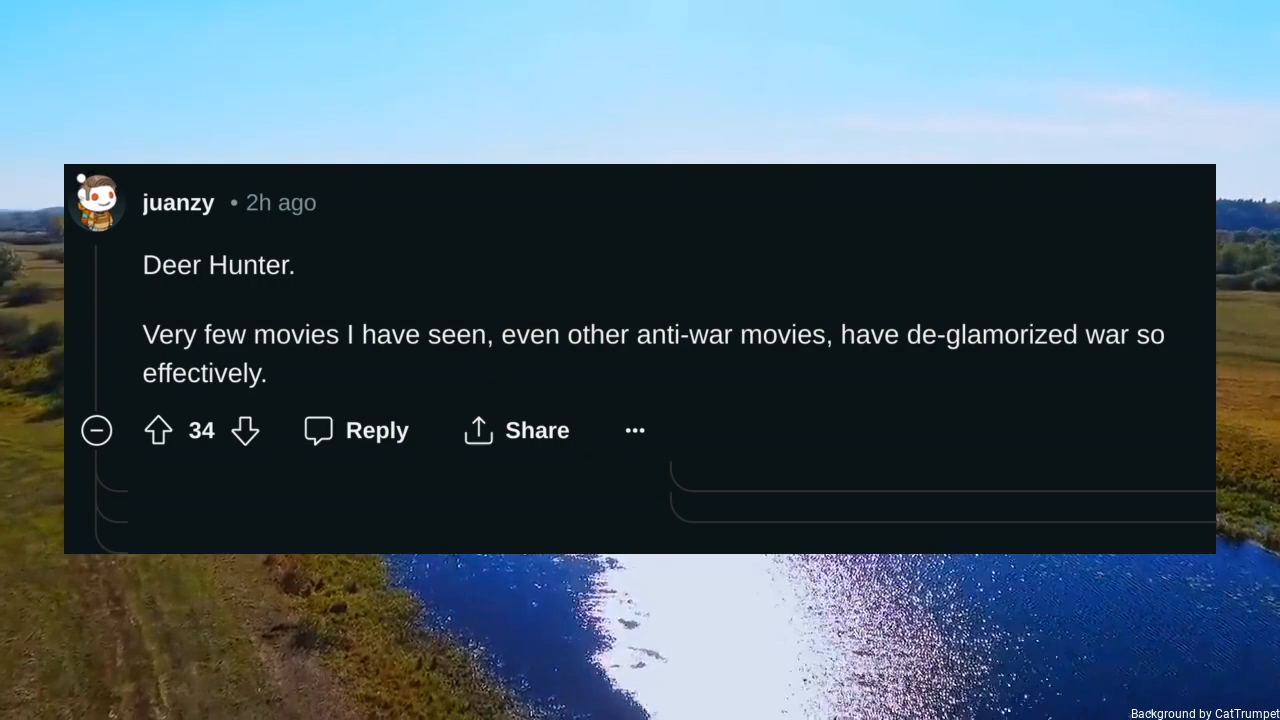 juanzy • 2h ago
Deer Hunter.
Very few movies I have seen, even other anti-war movies, have de-glamorized war so
effectively.
34 Reply Share ...
Background by CatTrumpet